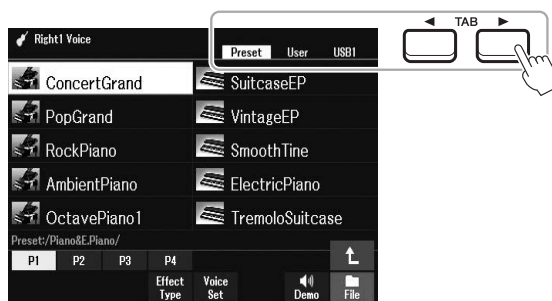 TAB
Right1 Voice
Preset User USB1
ConcertGrand SuitcaseEP
PopGrand VintageEP
RockPiano SmoothTine
AmbientPiano ElectricPiano
OctavePiano1 TremoloSuitcase
Preset:/Piano&E.Piano/
P1 P2 P3 P4
Effect Type Voice Set Demo File